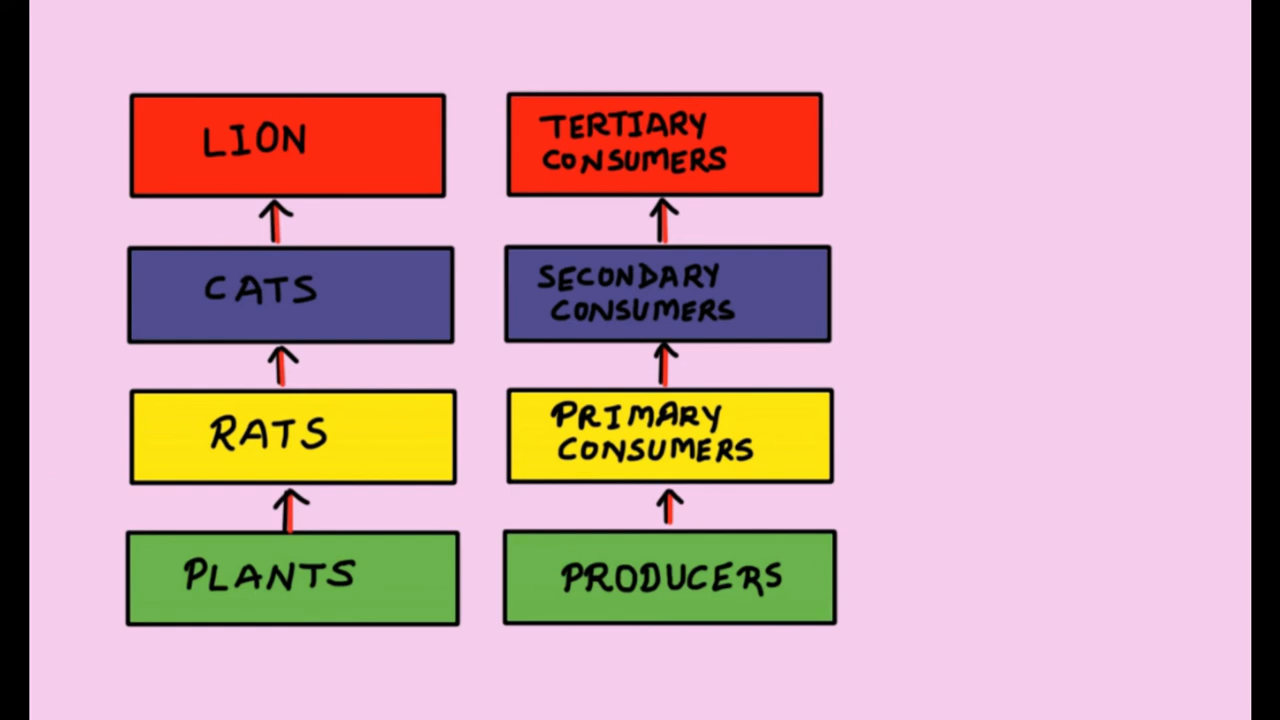 LION
CATS
RATS
PLANTS
TERTIARY
CONSUMERS
SECONDARY
CONSUMERS
PRIMARY
CONSUMERS
PRODUCERS